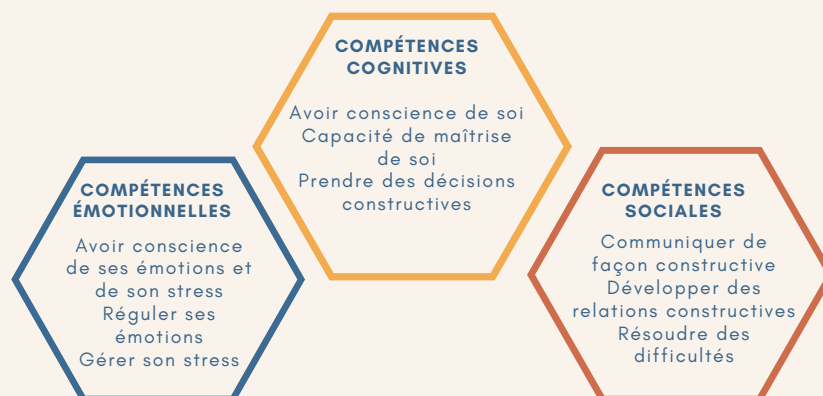 COMPÉTENCES
COGNITIVES
Avoir conscience de soi
Capacité de maîtrise
de soi
Prendre des décisions
constructives
COMPÉTENCES
ÉMOTIONNELLES
Avoir conscience
de ses émotions et
de son stress
Réguler ses
émotions
Gérer son stress
COMPÉTENCES
SOCIALES
Communiquer de
façon constructive
Développer des
relations constructives
Résoudre des
difficultés